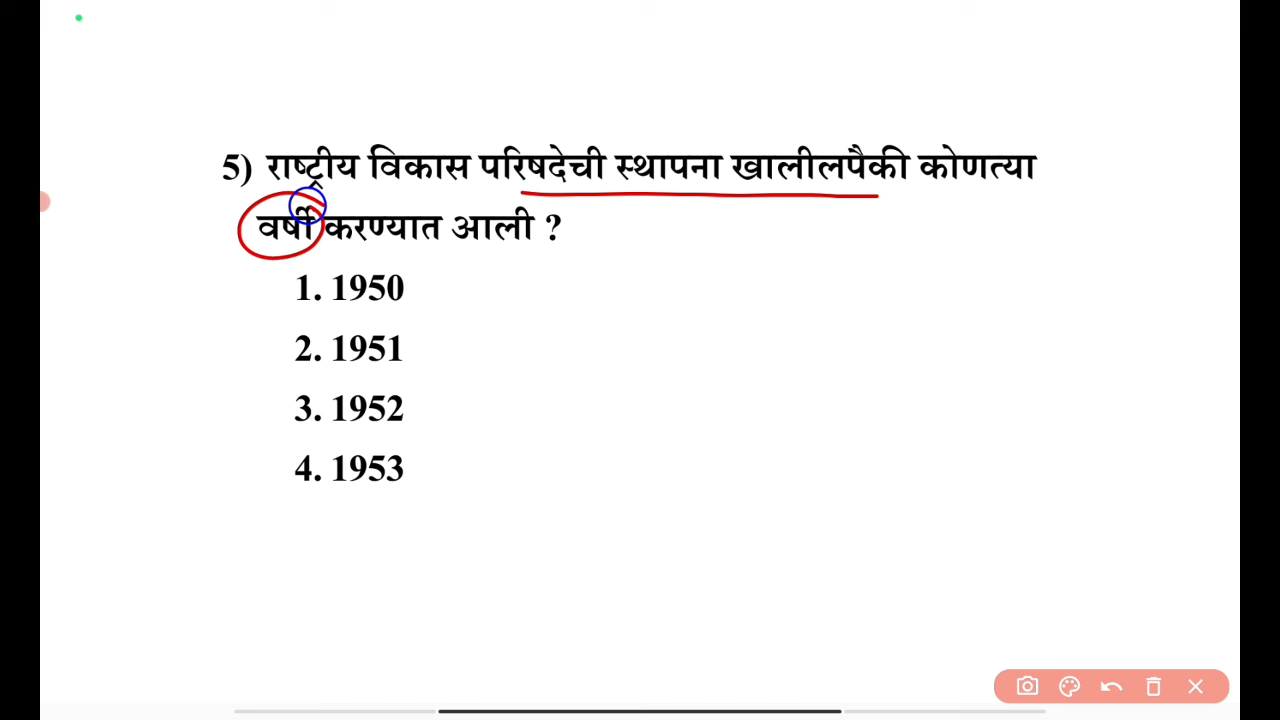 5) राष्ट्रीय विकास परिषदेची स्थापना खालीलपैकी कोणत्या
वर्षी करण्यात आली ?
1. 1950
2. 1951
3. 1952
4. 1953